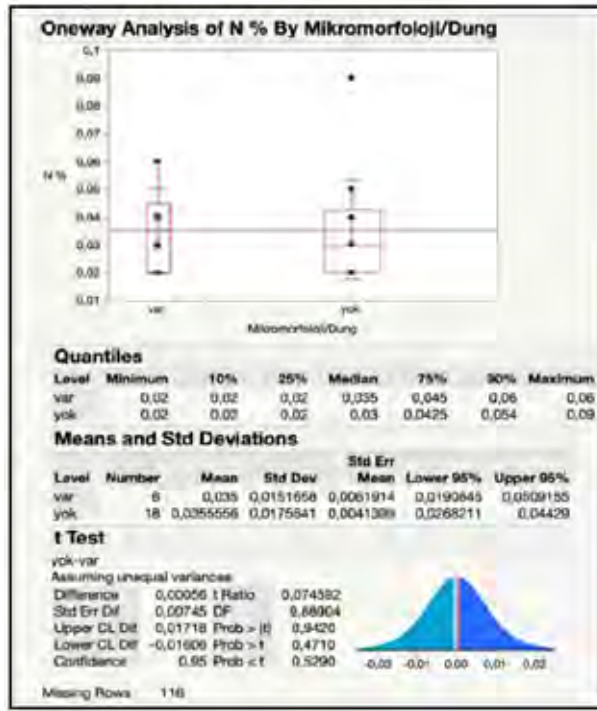 Oneway Analysis of N % By Mikromorfoloji/Dung
0,1
0,09
0,08
0,07
0,06
N %
0,05
0,04
0,03
0,02
0,01
var yok
Mikromorfoloji/Dung
Quantiles
Level Minimum 10% 25% Median 75% 90% Maximum
var 0,02 0,02 0,02 0,035 0,045 0,06 0,06
yok 0,02 0,02 0,02 0,03 0,0425 0,054 0,09
Means and Std Deviations
Std Err
Level Number Mean Std Dev Mean Lower 95% Upper 95%
var 6 0,035 0,0151658 0,0061914 0,0190845 0,0509155
yok 18 0,0355556 0,0175641 0,0041399 0,0268211 0,04429
t Test
yok-var
Assuming unequal variances
Difference 0,00056 t Ratio 0,074592
Std Err Dif 0,00745 DF
Upper CL Dif 0,01718 Prob > |t| 0,9420
Lower CL Dif -0,01606 Prob > t 0,4710
Confidence 0.95 Prob < t 0,5290
-0,01 0,00 0,01 0,02
Missing Rows 116